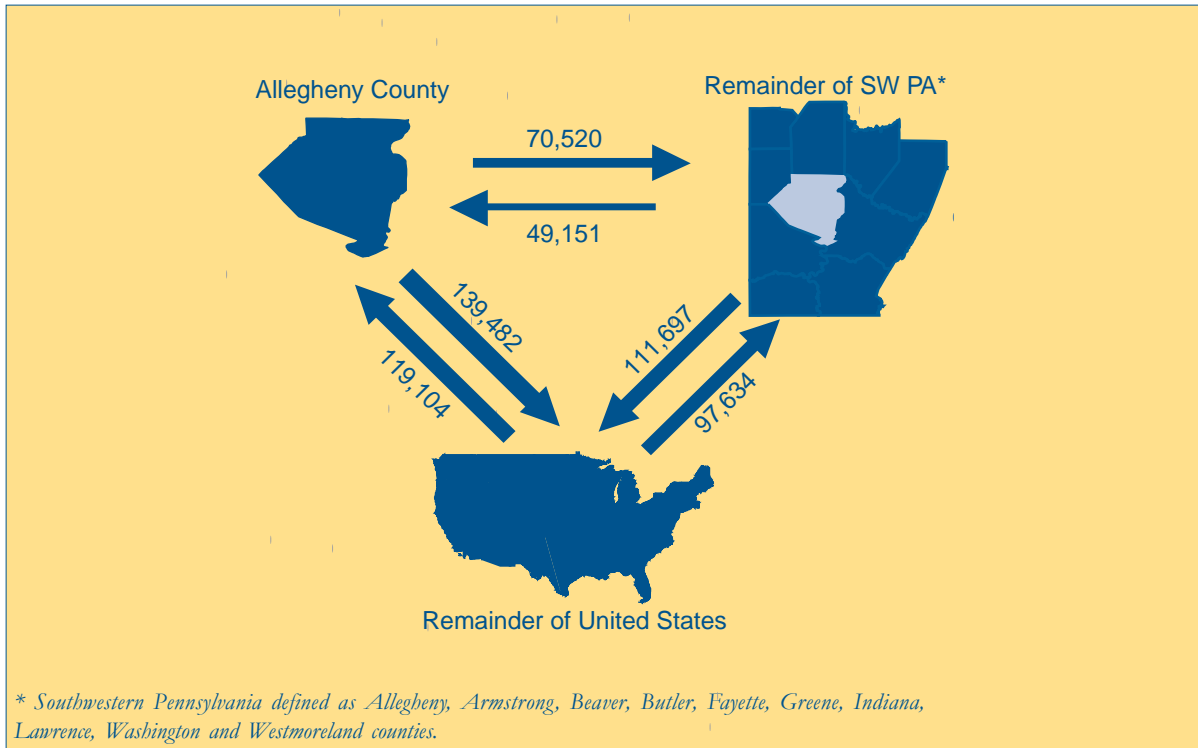 Allegheny County
Remainder of SW PA*
70,520
49,151
139,482
119,104
111,697
97,634
Remainder of United States
* Southwestern Pennsylvania defined as Allegheny, Armstrong, Beaver, Butler, Fayette, Greene, Indiana,
Lawrence, Washington and Westmoreland counties.